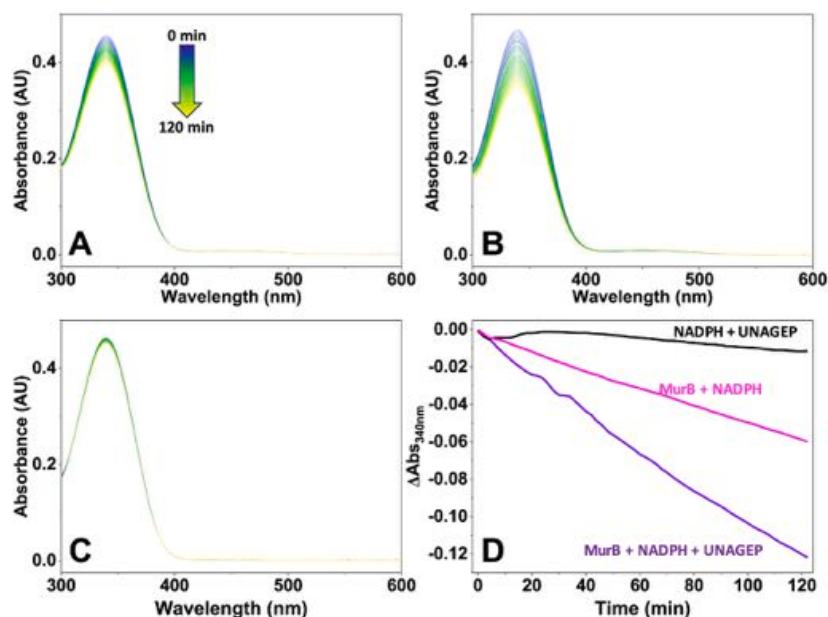 0 min
120 min
Absorbance (AU)
0.4
0.2
0.0
A
300 400 500 600
Wavelength (nm)
Absorbance (AU)
0.4
0.2
0.0
B
300 400 500 600
Wavelength (nm)
Absorbance (AU)
0.4
0.2
0.0
C
300 400 500 600
Wavelength (nm)
ΔAbs340nm
0.00
-0.02
-0.04
-0.06
-0.08
-0.10
-0.12
NADPH + UNAGEP
MurB + NADPH
MurB + NADPH + UNAGEP
D
0 20 40 60 80 100 120
Time (min)